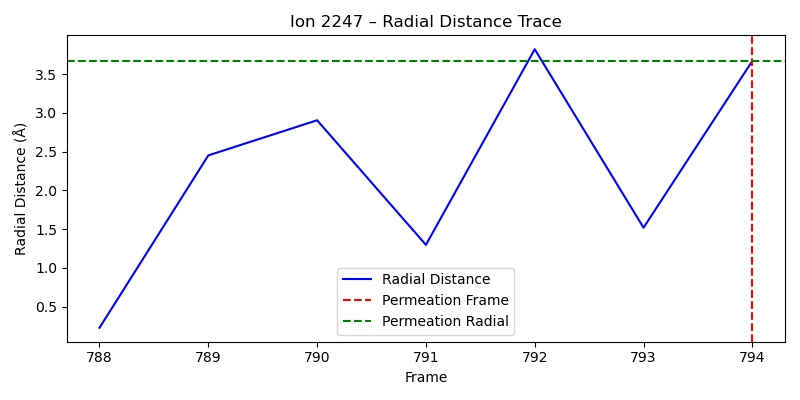 Ion 2247 – Radial Distance Trace
Radial Distance (Å)
3.5
3.0
2.5
2.0
1.5
1.0
0.5
Radial Distance
Permeation Frame
Permeation Radial
788 789 790 791 792 793 794
Frame